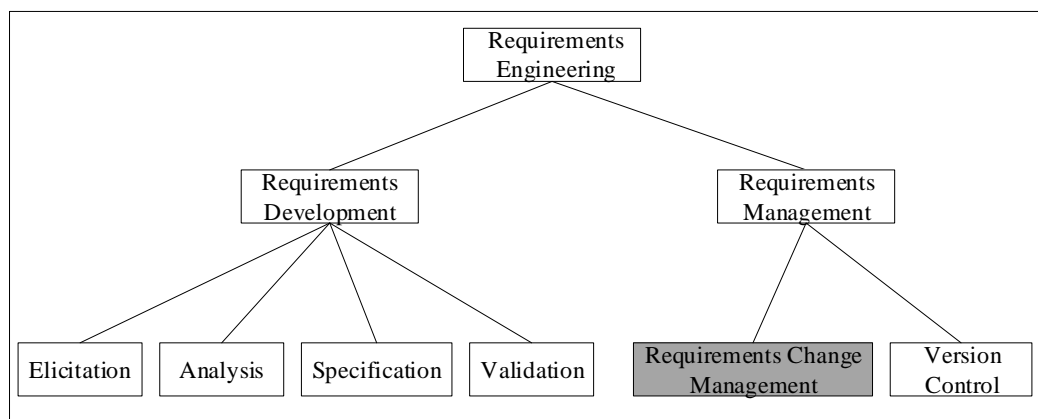 Requirements
Engineering
Requirements
Development
Requirements
Management
Elicitation
Analysis
Specification
Validation
Requirements Change
Management
Version
Control